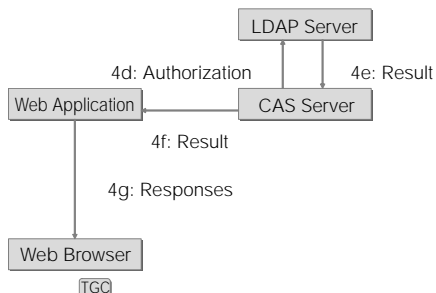 LDAP Server
4d: Authorization
4e: Result
Web Application
CAS Server
4f: Result
4g: Responses
Web Browser
TGC